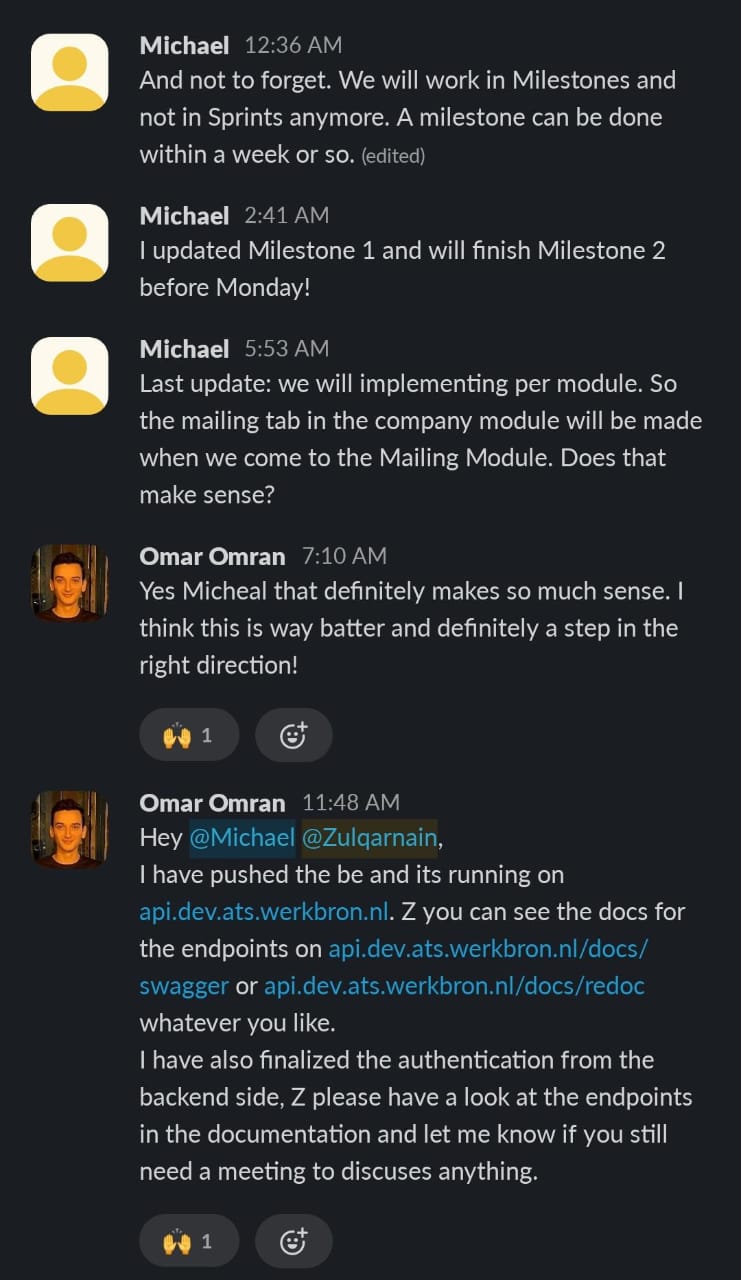 Michael 12:36 AM
And not to forget. We will work in Milestones and
not in Sprints anymore. A milestone can be done
within a week or so. (edited)
Michael 2:41 AM
I updated Milestone 1 and will finish Milestone 2
before Monday!
Michael 5:53 AM
Last update: we will implementing per module. So
the mailing tab in the company module will be made
when we come to the Mailing Module. Does that
make sense?
Omar Omran 7:10 AM
Yes Micheal that definitely makes so much sense. I
think this is way batter and definitely a step in the
right direction!
1
Omar Omran 11:48 AM
Hey @Michael @Zulqarnain,
I have pushed the be and its running on
api.dev.ats.werkbron.nl. Z you can see the docs for
the endpoints on api.dev.ats.werkbron.nl/docs/
swagger or api.dev.ats.werkbron.nl/docs/redoc
whatever you like.
I have also finalized the authentication from the
backend side, Z please have a look at the endpoints
in the documentation and let me know if you still
need a meeting to discuses anything.
1